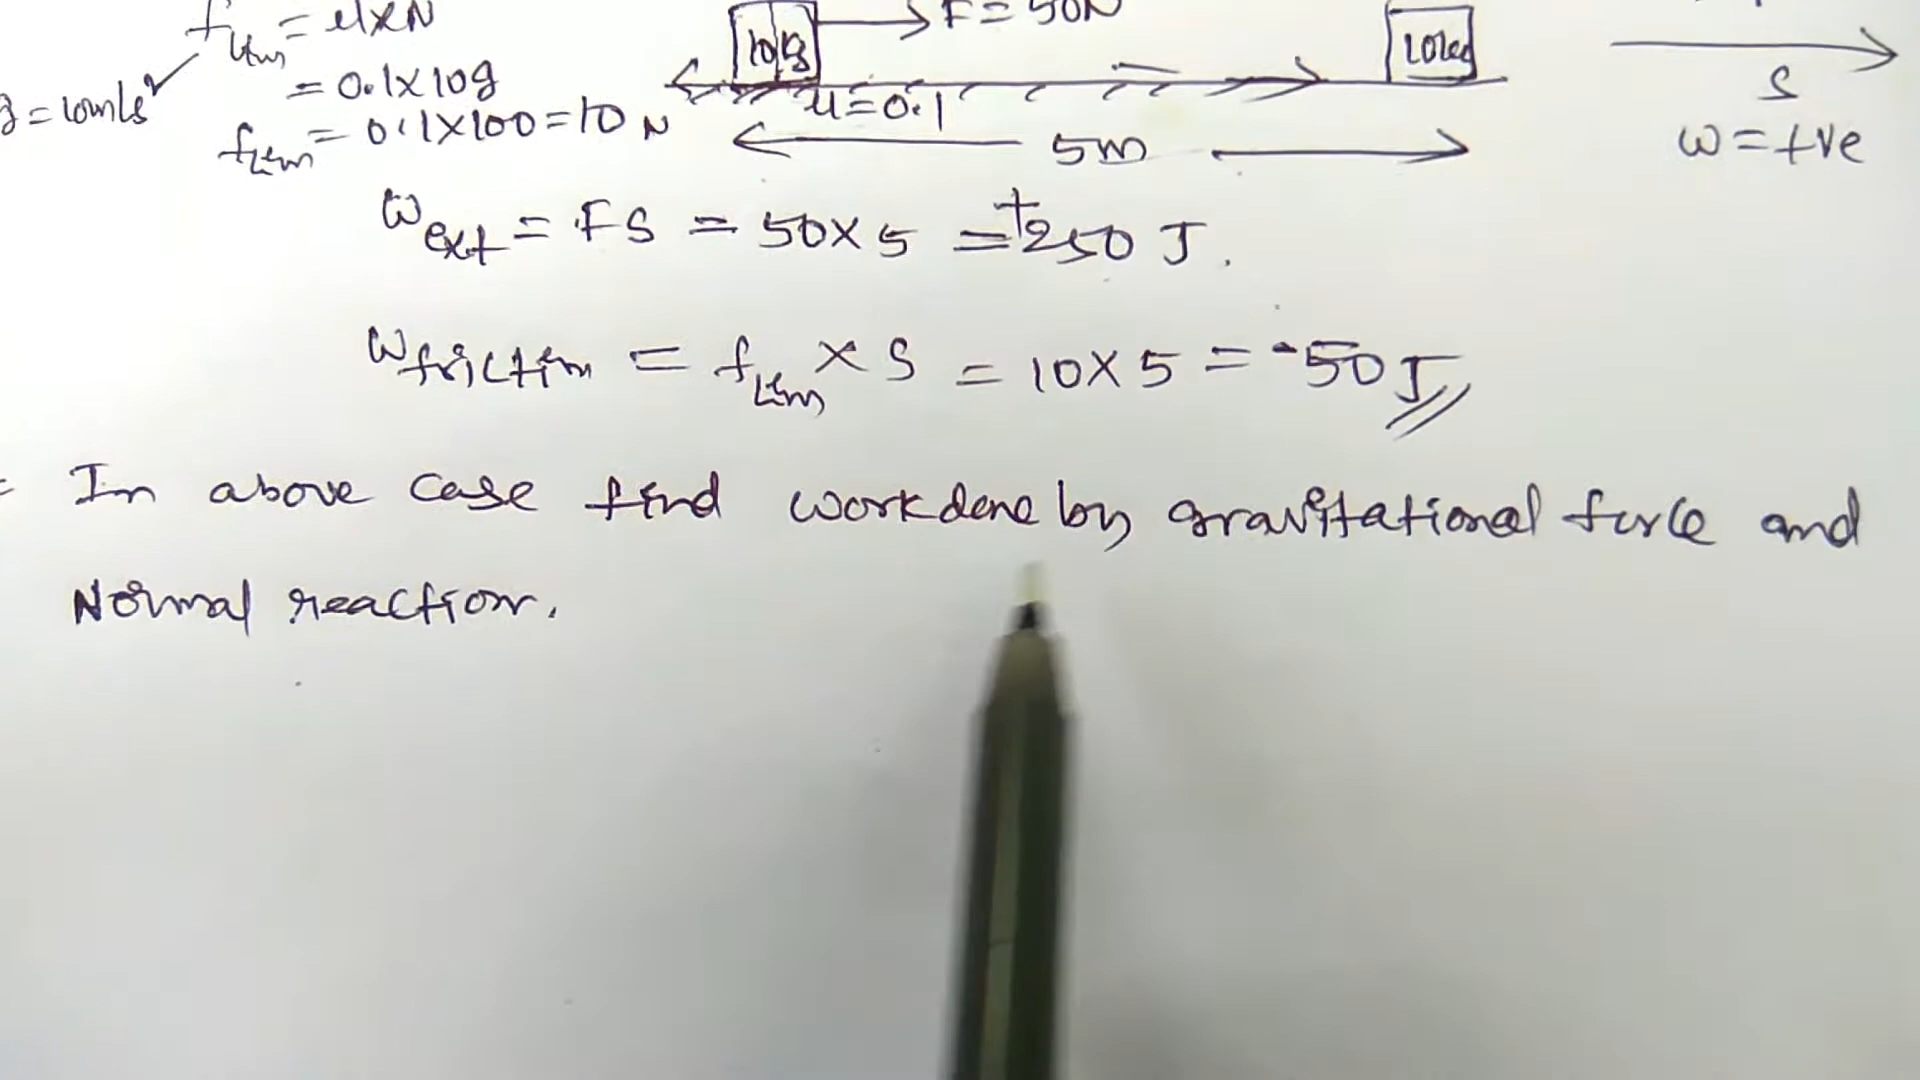 f_lim = μ×N
F = 50N
10kg
10kg
= 0.1×10g
g = 10m/s²
μ = 0.1
S
f_lim = 0.1×100 = 10 N
5m
W = +ve
W_ext = FS = 50×5 = +250 J.
W_friction = f_lim × S = 10×5 = -50 J
In above case find workdone by gravitational force and
Normal reaction.